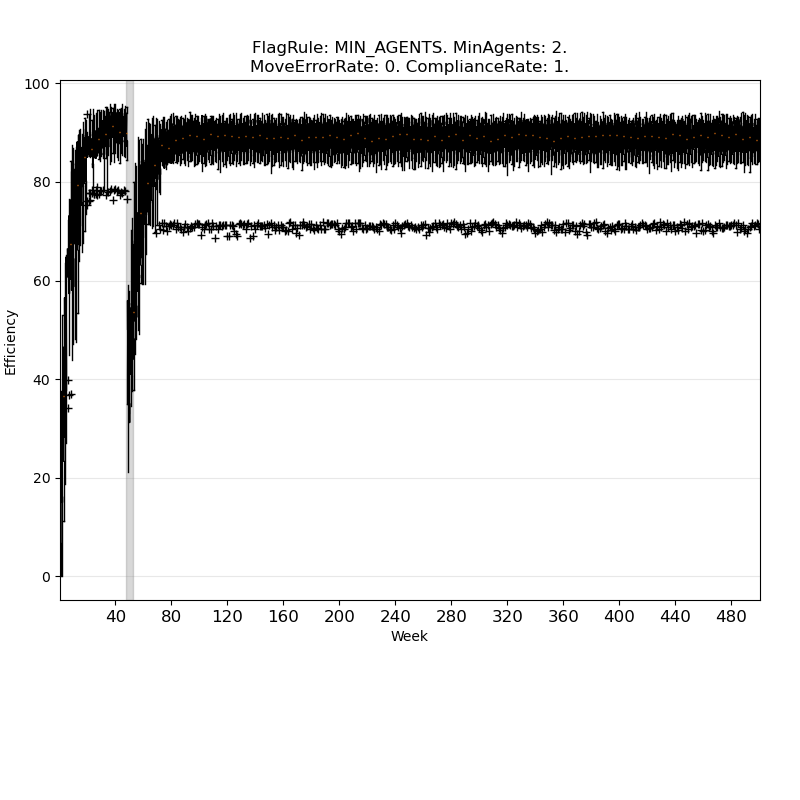 FlagRule: MIN_AGENTS. MinAgents: 2.
MoveErrorRate: 0. ComplianceRate: 1.
100
80
60
40
20
0
Efficiency
40 80 120 160 200 240 280 320 360 400 440 480
Week